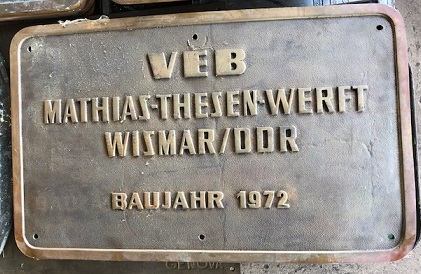 VEB
MATHIAS-THESEN-WERFT
WISMAR/DDR
BAUJAHR 1972